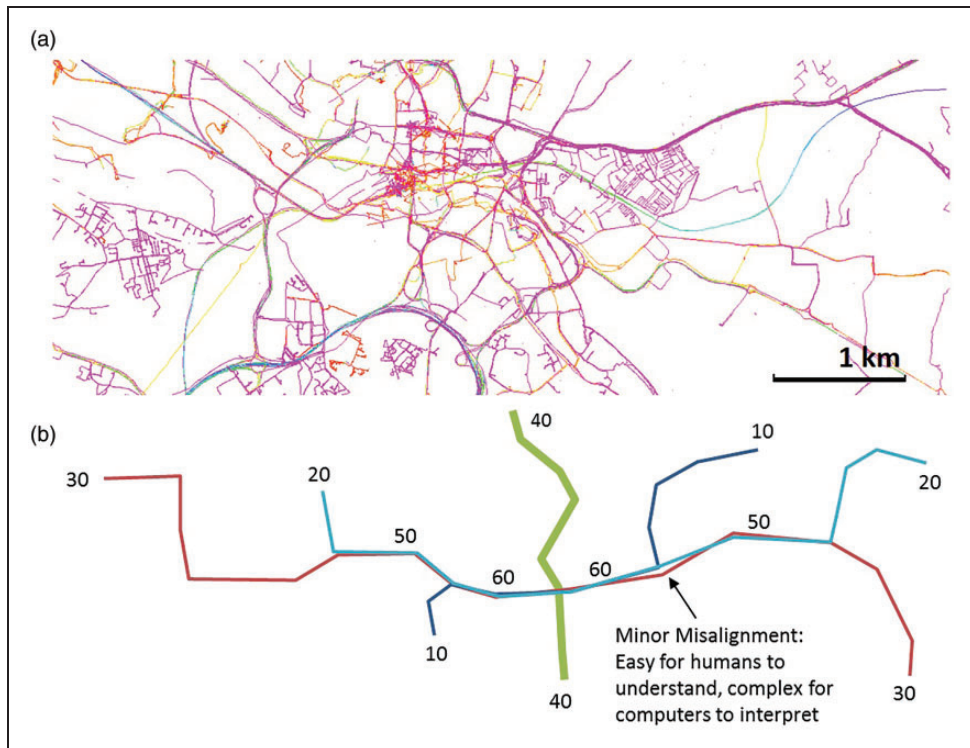 (a)
1 km
(b)
40
10
30
20
20
50
50
60
60
10
40
30
Minor Misalignment:
Easy for humans to
understand, complex for
computers to interpret